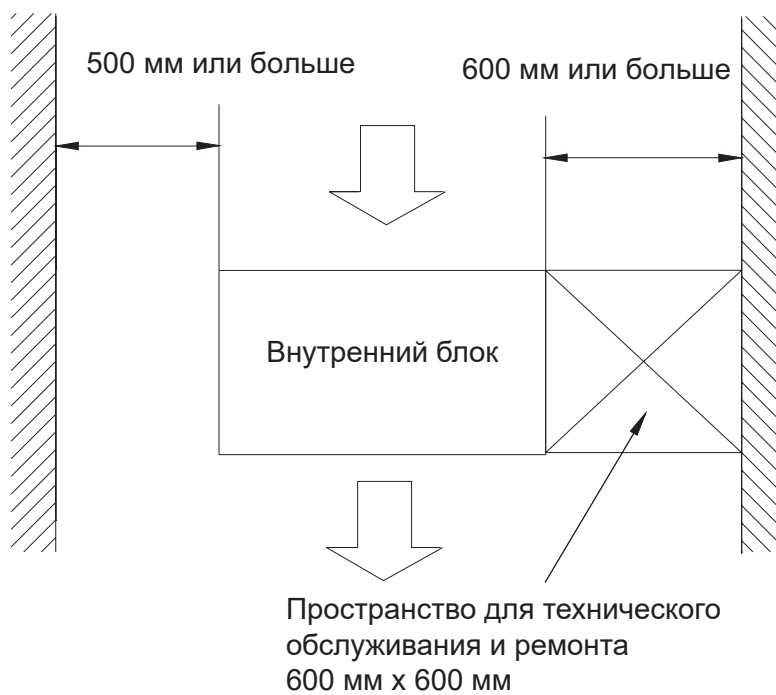 500 мм или больше
600 мм или больше
Внутренний блок
Пространство для технического
обслуживания и ремонта
600 мм x 600 мм